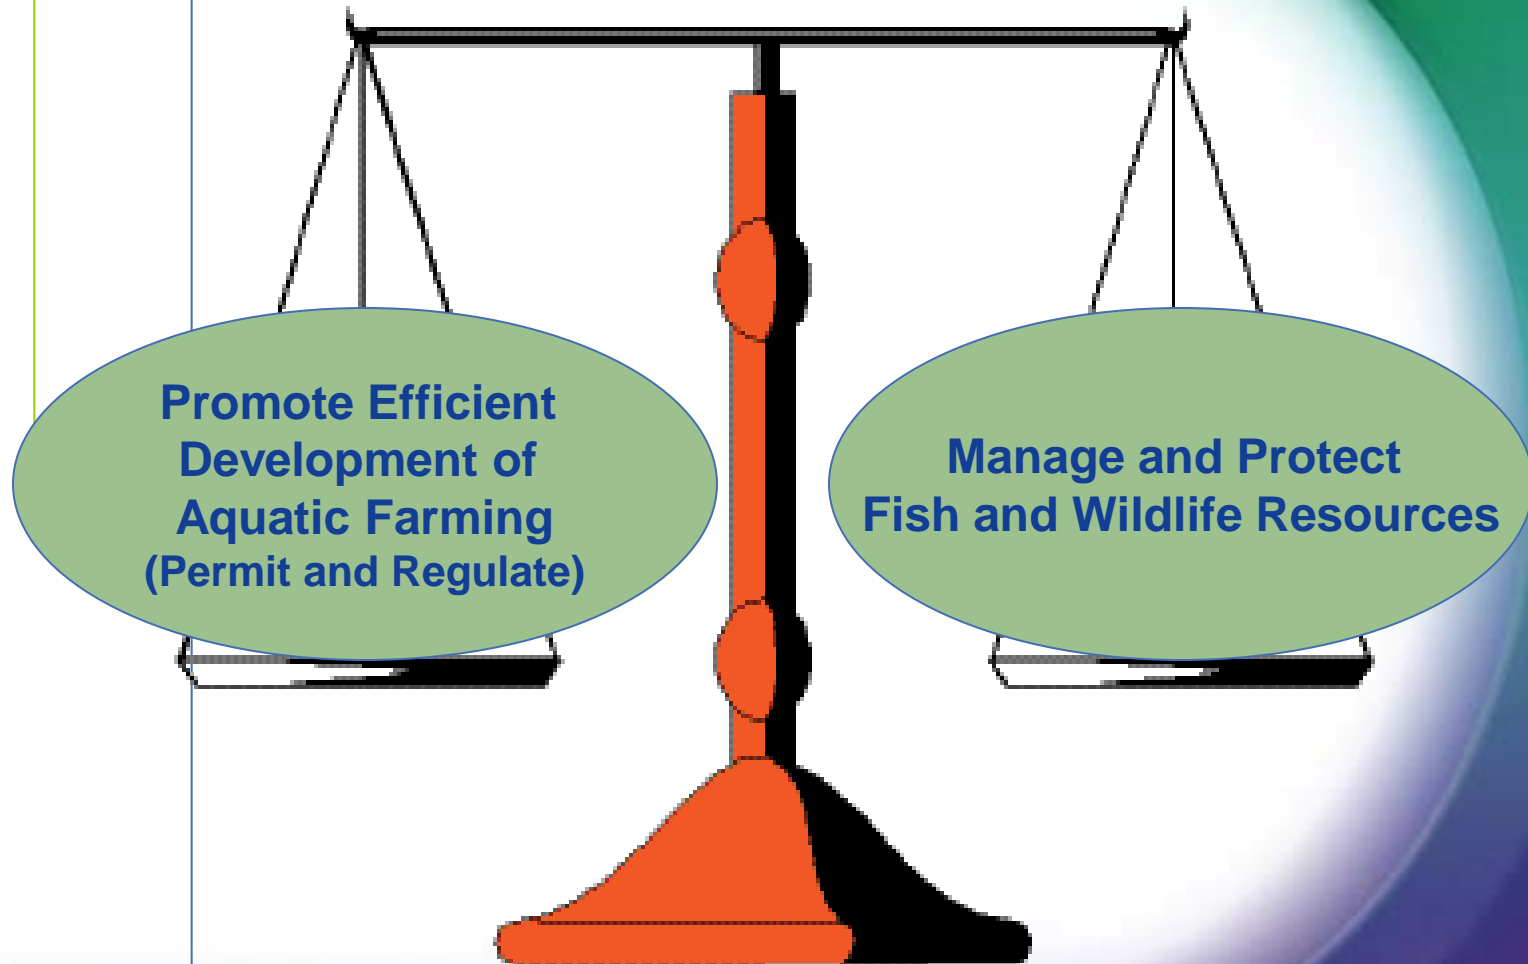 Promote Efficient
Development of
Aquatic Farming
(Permit and Regulate)
Manage and Protect
Fish and Wildlife Resources